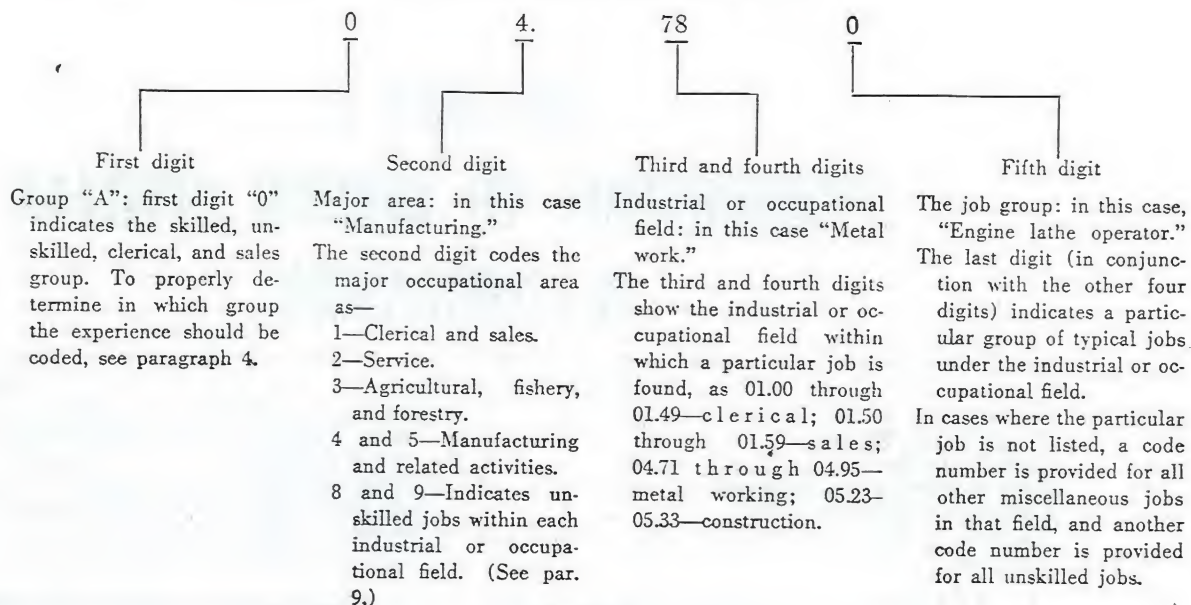 0 4. 78 0
First digit
Group “A”: first digit “0”
indicates the skilled, un-
skilled, clerical, and sales
group. To properly de-
termine in which group
the experience should be
coded, see paragraph 4.
Second digit
Major area: in this case
“Manufacturing.”
The second digit codes the
major occupational area
as—
1—Clerical and sales.
2—Service.
3—Agricultural, fishery,
and forestry.
4 and 5—Manufacturing
and related activities.
8 and 9—Indicates un-
skilled jobs within each
industrial or occupa-
tional field. (See par.
9.)
Third and fourth digits
Industrial or occupational
field: in this case “Metal
work.”
The third and fourth digits
show the industrial or oc-
cupational field within
which a particular job is
found, as 01.00 through
01.49—clerical; 01.50
through 01.59—sales;
04.71 through 04.95—
metal working; 05.23–
05.33—construction.
Fifth digit
The job group: in this case,
“Engine lathe operator.”
The last digit (in conjunc-
tion with the other four
digits) indicates a partic-
ular group of typical jobs
under the industrial or oc-
cupational field.
In cases where the particular
job is not listed, a code
number is provided for all
other miscellaneous jobs
in that field, and another
code number is provided
for all unskilled jobs.